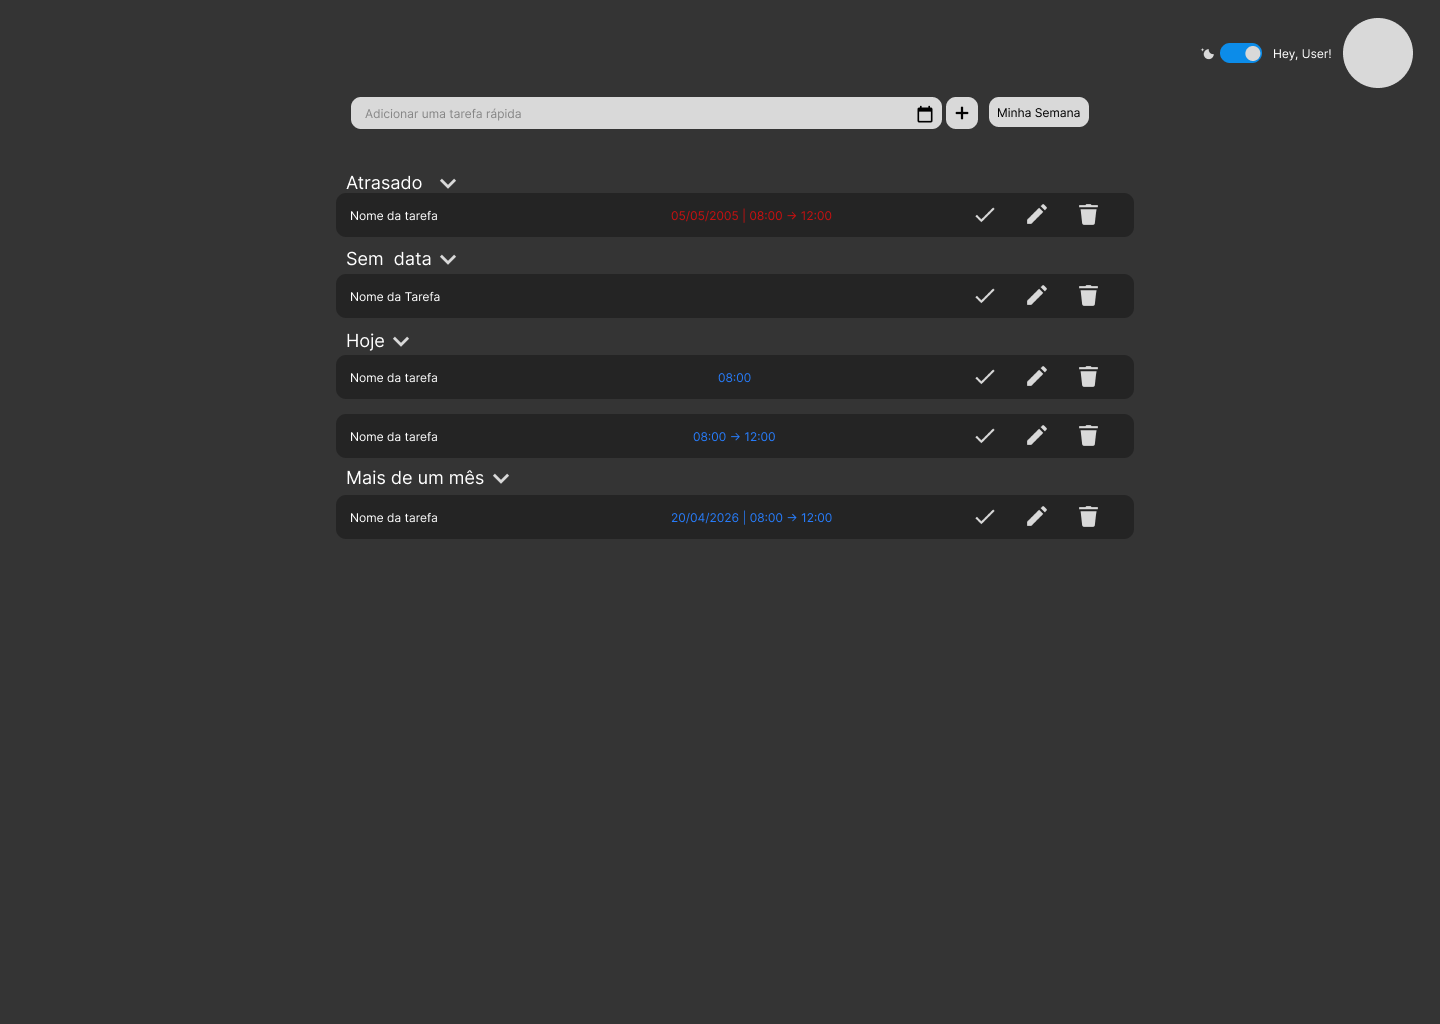 Hey, User!
Adicionar uma tarefa rápida
Minha Semana
Atrasado
Nome da tarefa 05/05/2005 | 08:00 → 12:00
Sem data
Nome da Tarefa
Hoje
Nome da tarefa 08:00
Nome da tarefa 08:00 → 12:00
Mais de um mês
Nome da tarefa 20/04/2026 | 08:00 → 12:00